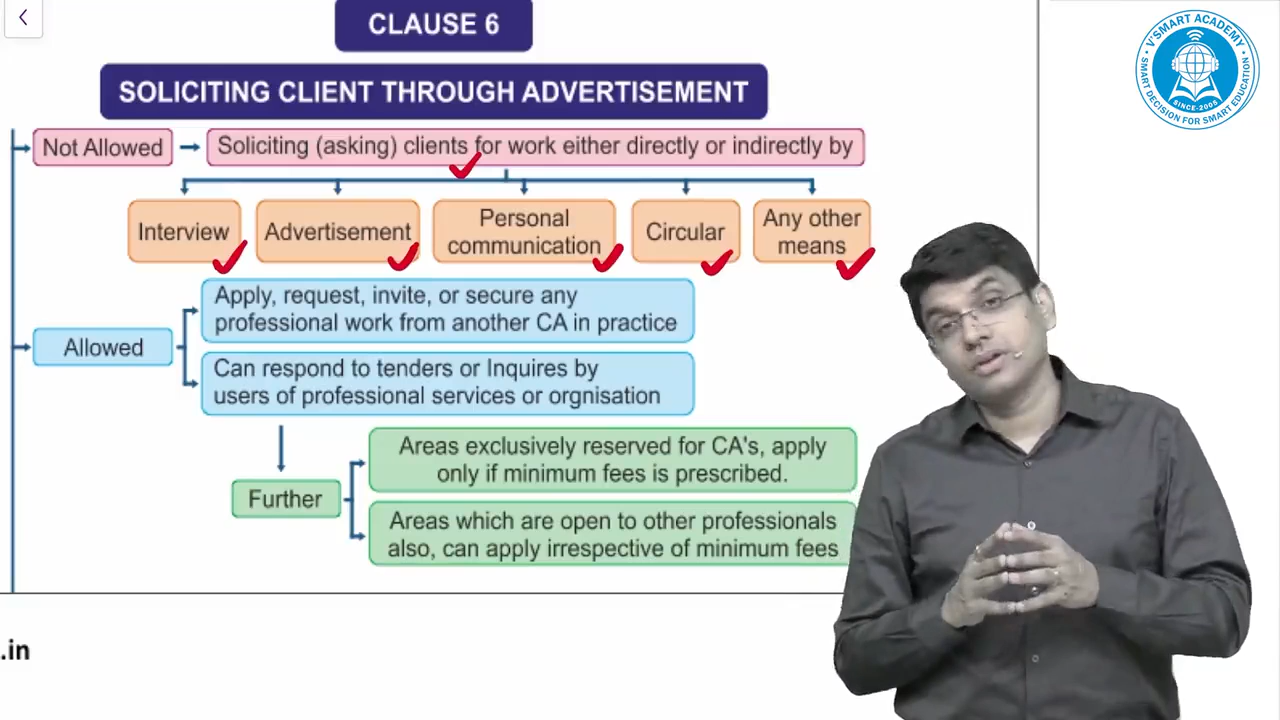 CLAUSE 6
SOLICITING CLIENT THROUGH ADVERTISEMENT
Not Allowed
Soliciting (asking) clients for work either directly or indirectly by
Interview
Advertisement
Personal
communication
Circular
Any other
means
Allowed
Apply, request, invite, or secure any
professional work from another CA in practice
Can respond to tenders or Inquires by
users of professional services or orgnisation
Further
Areas exclusively reserved for CA's, apply
only if minimum fees is prescribed.
Areas which are open to other professionals
also, can apply irrespective of minimum fees
.in
V'SMART ACADEMY
SINCE-2005
SMART DECISION FOR SMART EDUCATION